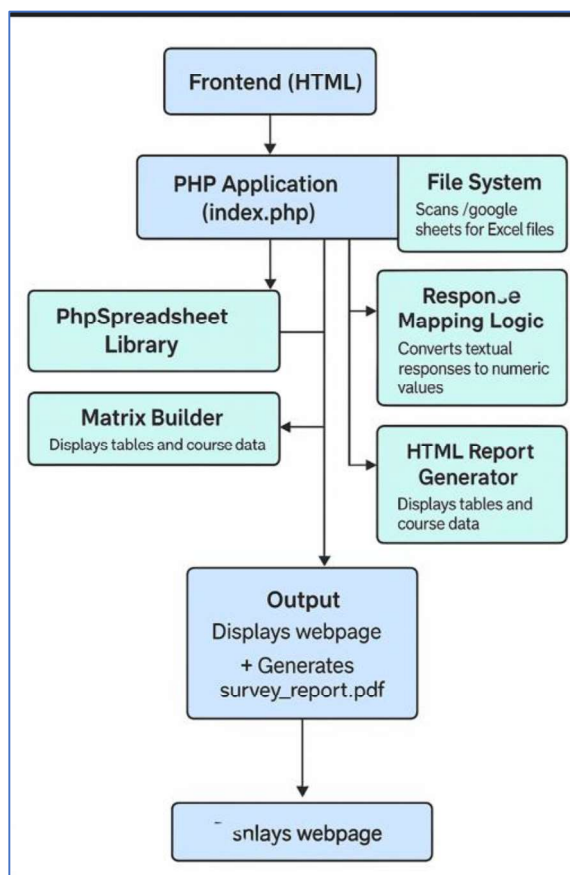 Frontend (HTML)
PHP Application
(index.php)
File System
Scans /google
sheets for Excel files
PhpSpreadsheet
Library
Response
Mapping Logic
Converts textual
responses to numeric
values
Matrix Builder
Displays tables and course data
HTML Report
Generator
Displays tables and
course data
Output
Displays webpage
+ Generates
survey_report.pdf
webpage